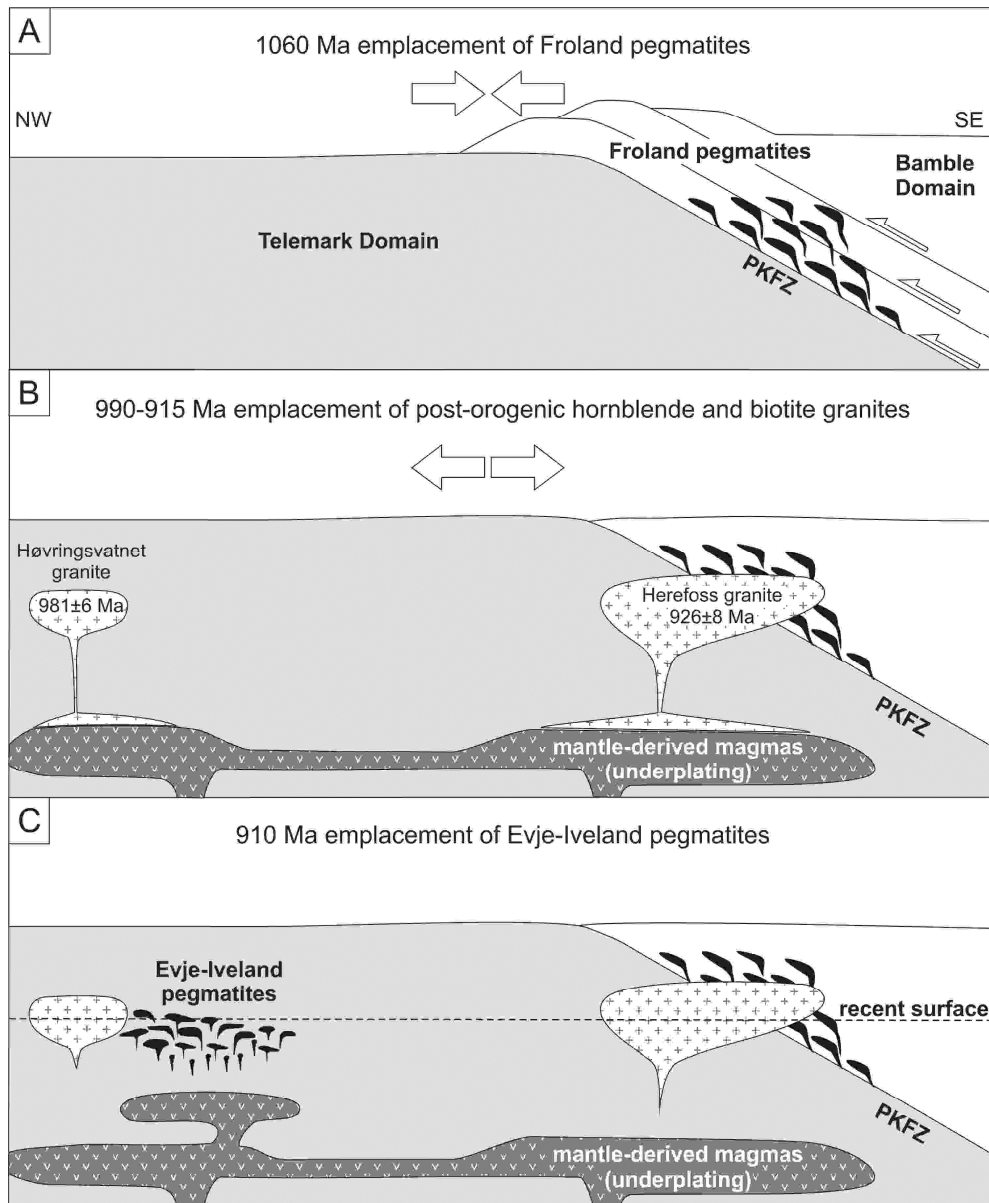 A
1060 Ma emplacement of Froland pegmatites
NW
SE
Froland pegmatites
Bamble
Domain
Telemark Domain
PKFZ
B
990-915 Ma emplacement of post-orogenic hornblende and biotite granites
Høvringsvatnet
granite
981±6 Ma
Herefoss granite
926±8 Ma
PKFZ
mantle-derived magmas
(underplating)
C
910 Ma emplacement of Evje-Iveland pegmatites
Evje-Iveland
pegmatites
recent surface
PKFZ
mantle-derived magmas
(underplating)